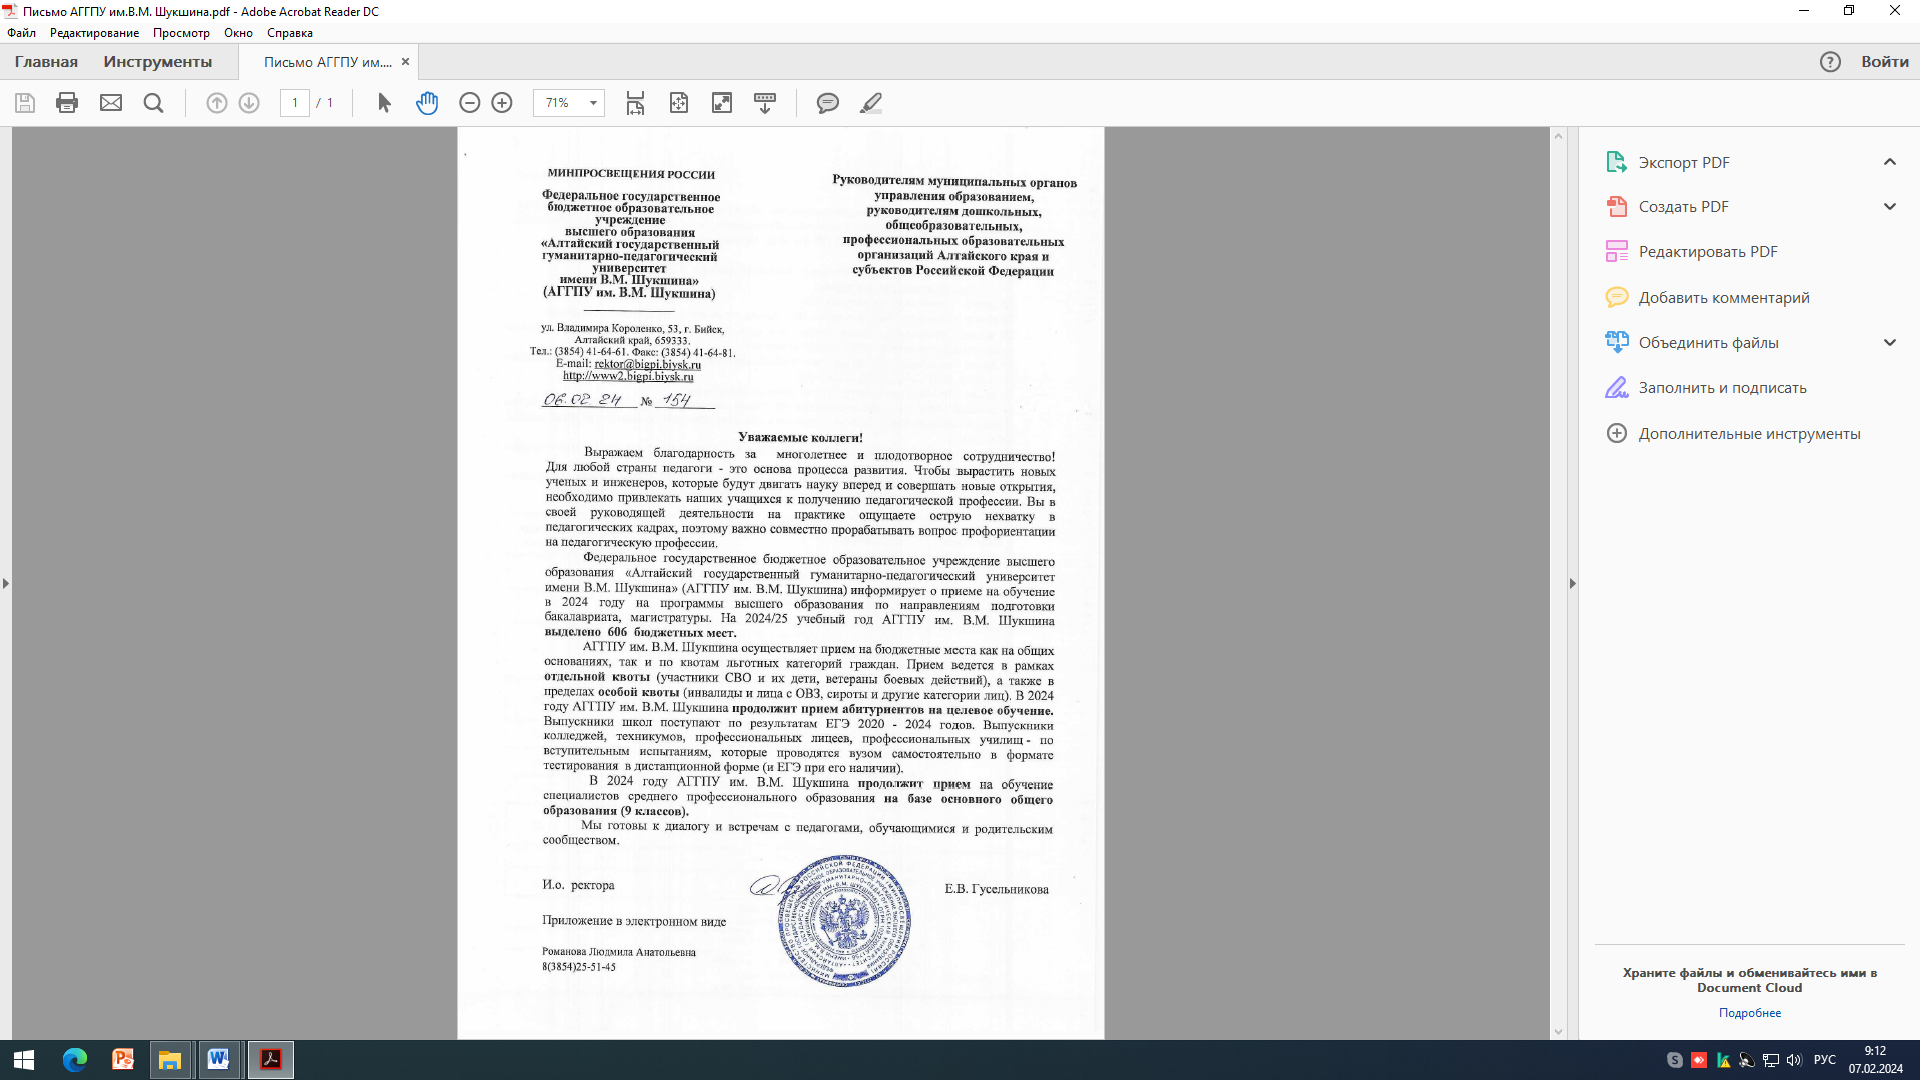 Письмо АГГПУ им.В.М. Шукшина.pdf - Adobe Acrobat Reader DC
Файл Редактирование Просмотр Окно Справка
Главная Инструменты Письмо АГГПУ им.... × Войти
1 / 1 71%
МИНПРОСВЕЩЕНИЯ РОССИИ
Федеральное государственное
бюджетное образовательное
учреждение
высшего образования
«Алтайский государственный
гуманитарно-педагогический
университет
имени В.М. Шукшина»
(АГГПУ им. В.М. Шукшина)
ул. Владимира Короленко, 53, г. Бийск,
Алтайский край, 659333.
Тел.: (3854) 41-64-61. Факс: (3854) 41-64-81.
E-mail: rektor@bigpi.biysk.ru
http://www2.bigpi.biysk.ru
06.02.24 № 154
Руководителям муниципальных органов
управления образованием,
руководителям дошкольных,
общеобразовательных,
профессиональных образовательных
организаций Алтайского края и
субъектов Российской Федерации
Уважаемые коллеги!
Выражаем благодарность за многолетнее и плодотворное сотрудничество!
Для любой страны педагоги - это основа процесса развития. Чтобы вырастить новых
ученых и инженеров, которые будут двигать науку вперед и совершать новые открытия,
необходимо привлекать наших учащихся к получению педагогической профессии. Вы в
своей руководящей деятельности на практике ощущаете острую нехватку в
педагогических кадрах, поэтому важно совместно прорабатывать вопрос профориентации
на педагогическую профессии.
Федеральное государственное бюджетное образовательное учреждение высшего
образования «Алтайский государственный гуманитарно-педагогический университет
имени В.М. Шукшина» (АГГПУ им. В.М. Шукшина) информирует о приеме на обучение
в 2024 году на программы высшего образования по направлениям подготовки
бакалавриата, магистратуры. На 2024/25 учебный год АГГПУ им. В.М. Шукшина
выделено 606 бюджетных мест.
АГГПУ им. В.М. Шукшина осуществляет прием на бюджетные места как на общих
основаниях, так и по квотам льготных категорий граждан. Прием ведется в рамках
отдельной квоты (участники СВО и их дети, ветераны боевых действий), а также в
пределах особой квоты (инвалиды и лица с ОВЗ, сироты и другие категории лиц). В 2024
году АГГПУ им. В.М. Шукшина продолжит прием абитуриентов на целевое обучение.
Выпускники школ поступают по результатам ЕГЭ 2020 - 2024 годов. Выпускники
колледжей, техникумов, профессиональных лицеев, профессиональных училищ - по
вступительным испытаниям, которые проводятся вузом самостоятельно в формате
тестирования в дистанционной форме (и ЕГЭ при его наличии).
В 2024 году АГГПУ им. В.М. Шукшина продолжит прием на обучение
специалистов среднего профессионального образования на базе основного общего
образования (9 классов).
Мы готовы к диалогу и встречам с педагогами, обучающимися и родительским
сообществом.
И.о. ректора Е.В. Гусельникова
Приложение в электронном виде
Романова Людмила Анатольевна
8(3854)25-51-45
Экспорт PDF
Создать PDF
Редактировать PDF
Добавить комментарий
Объединить файлы
Заполнить и подписать
Дополнительные инструменты
Храните файлы и обменивайтесь ими в
Document Cloud
Подробнее
РУС
9:12
07.02.2024